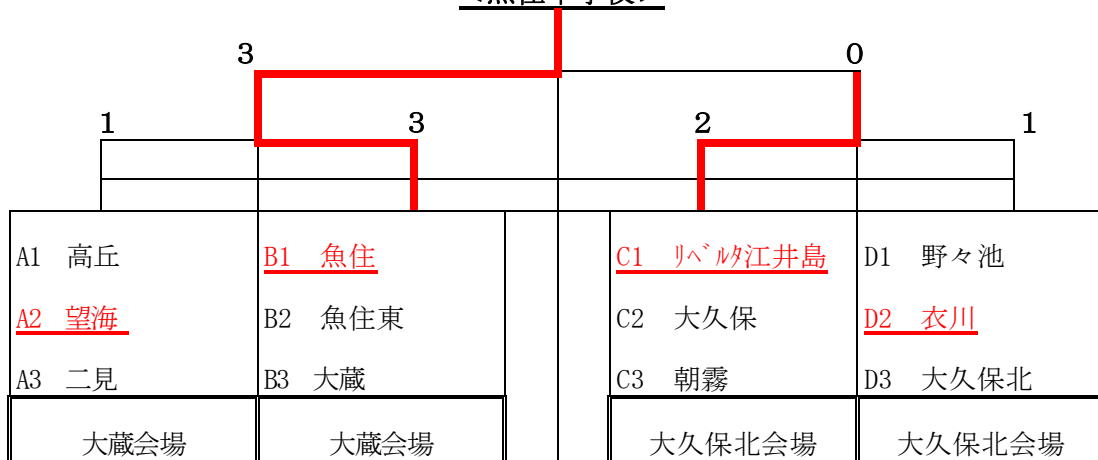 3 0
1 3 2 1
A1 高丘 B1 魚住 C1 ﾘﾍﾞﾙﾀ江井島 D1 野々池
A2 望海 B2 魚住東 C2 大久保 D2 衣川
A3 二見 B3 大蔵 C3 朝霧 D3 大久保北
大蔵会場 大蔵会場 大久保北会場 大久保北会場